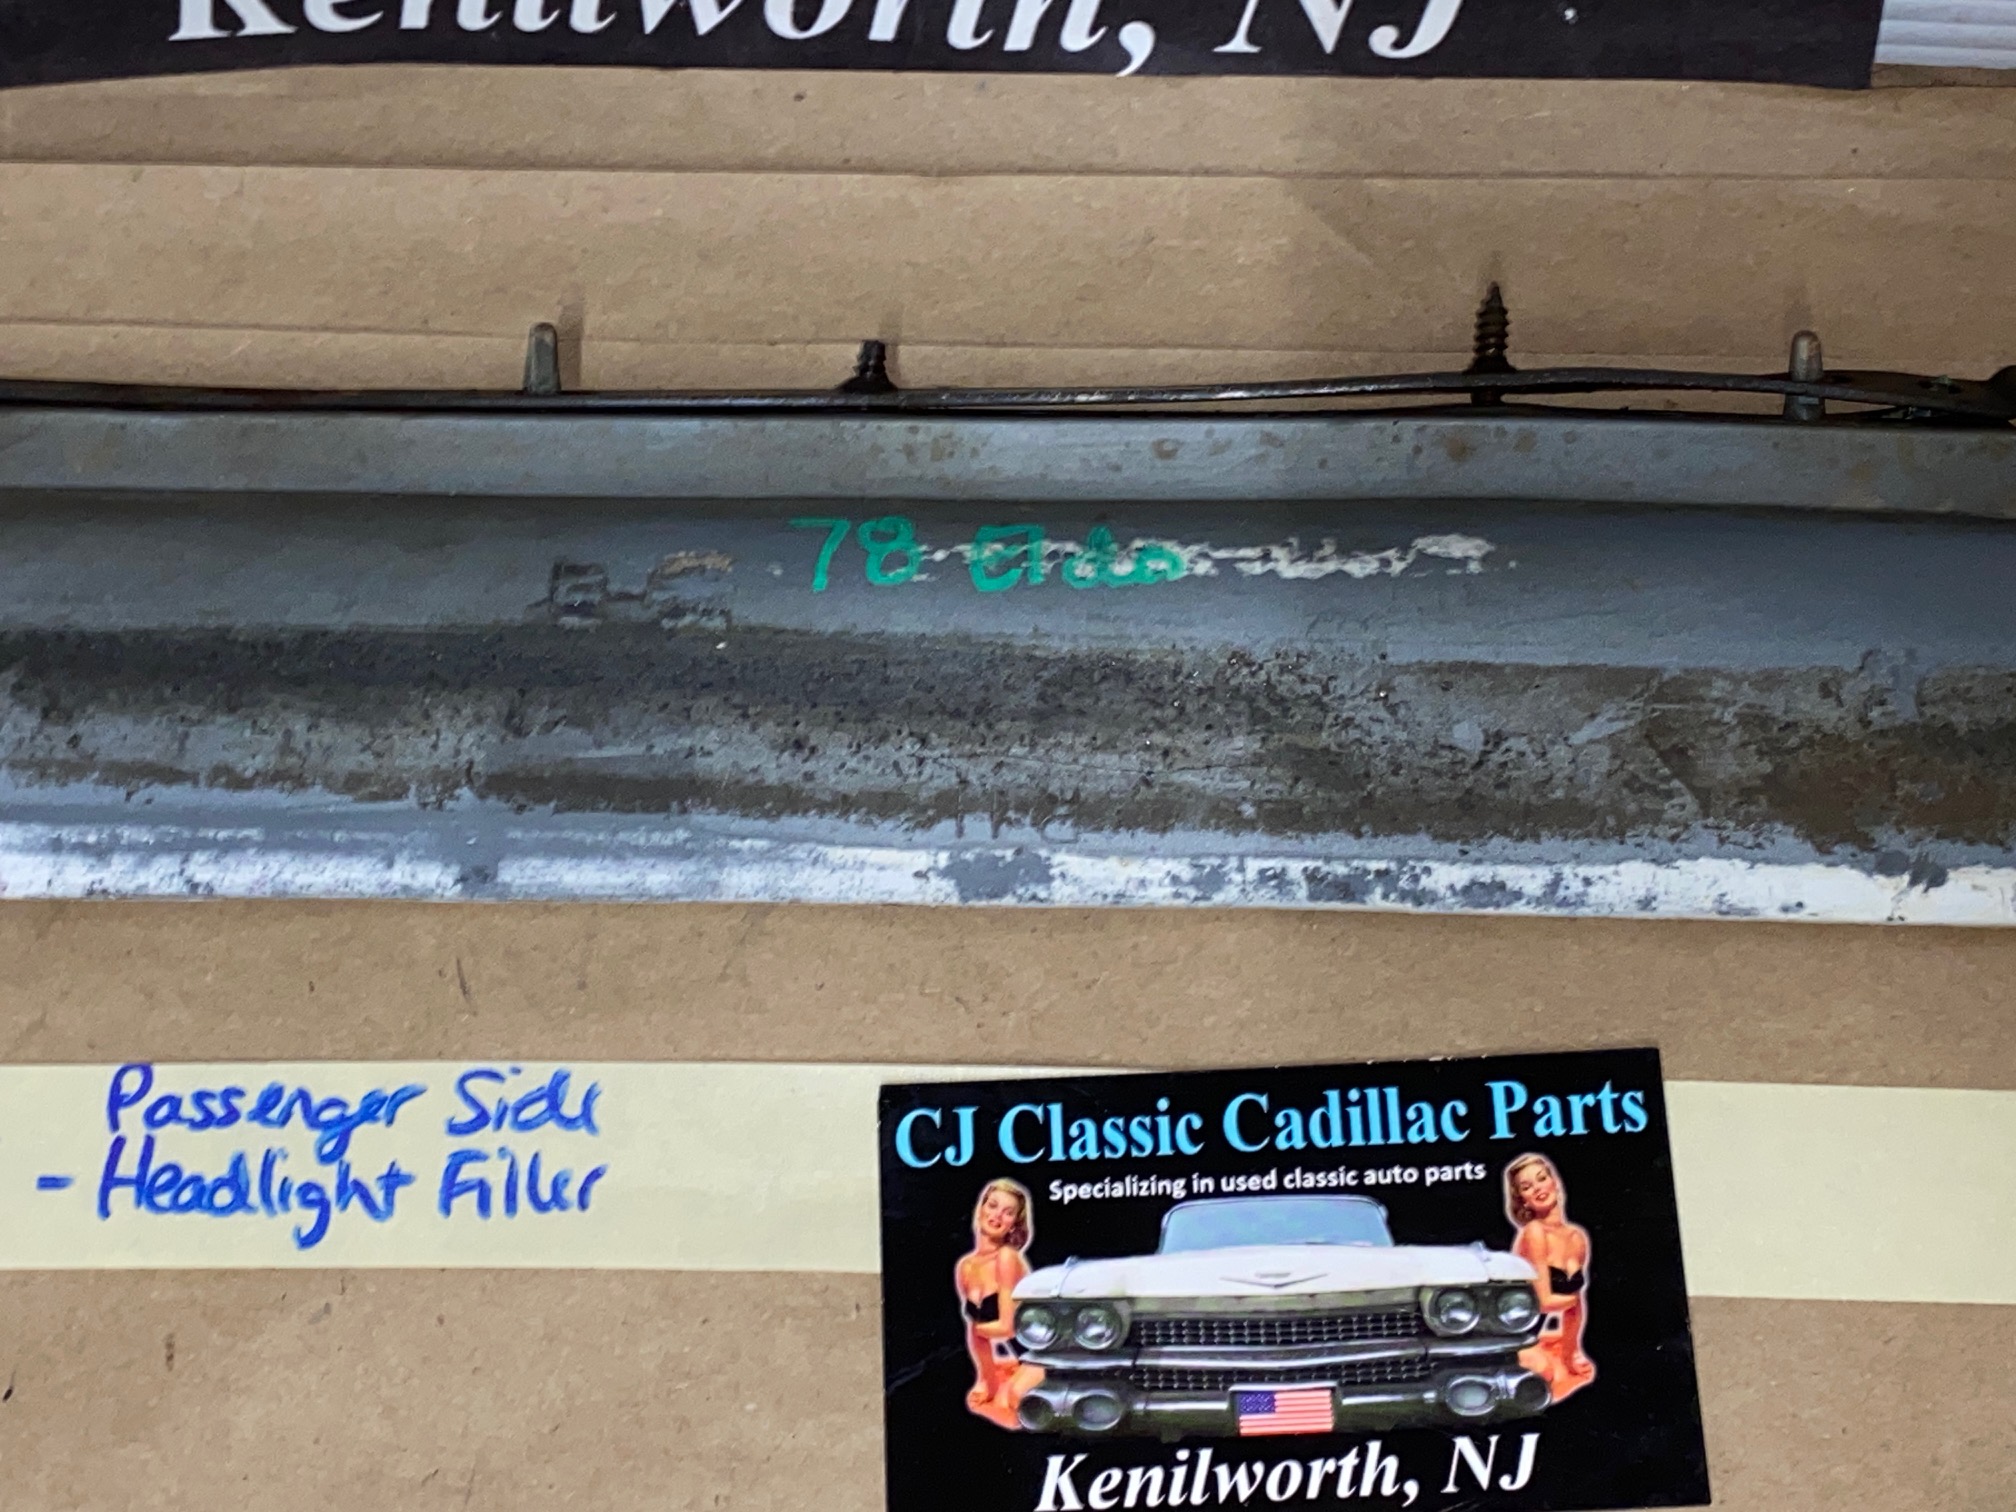 Kenilworth, NJ
78 Eldo
Passenger Side
- Headlight Filler
CJ Classic Cadillac Parts
Specializing in used classic auto parts
Kenilworth, NJ